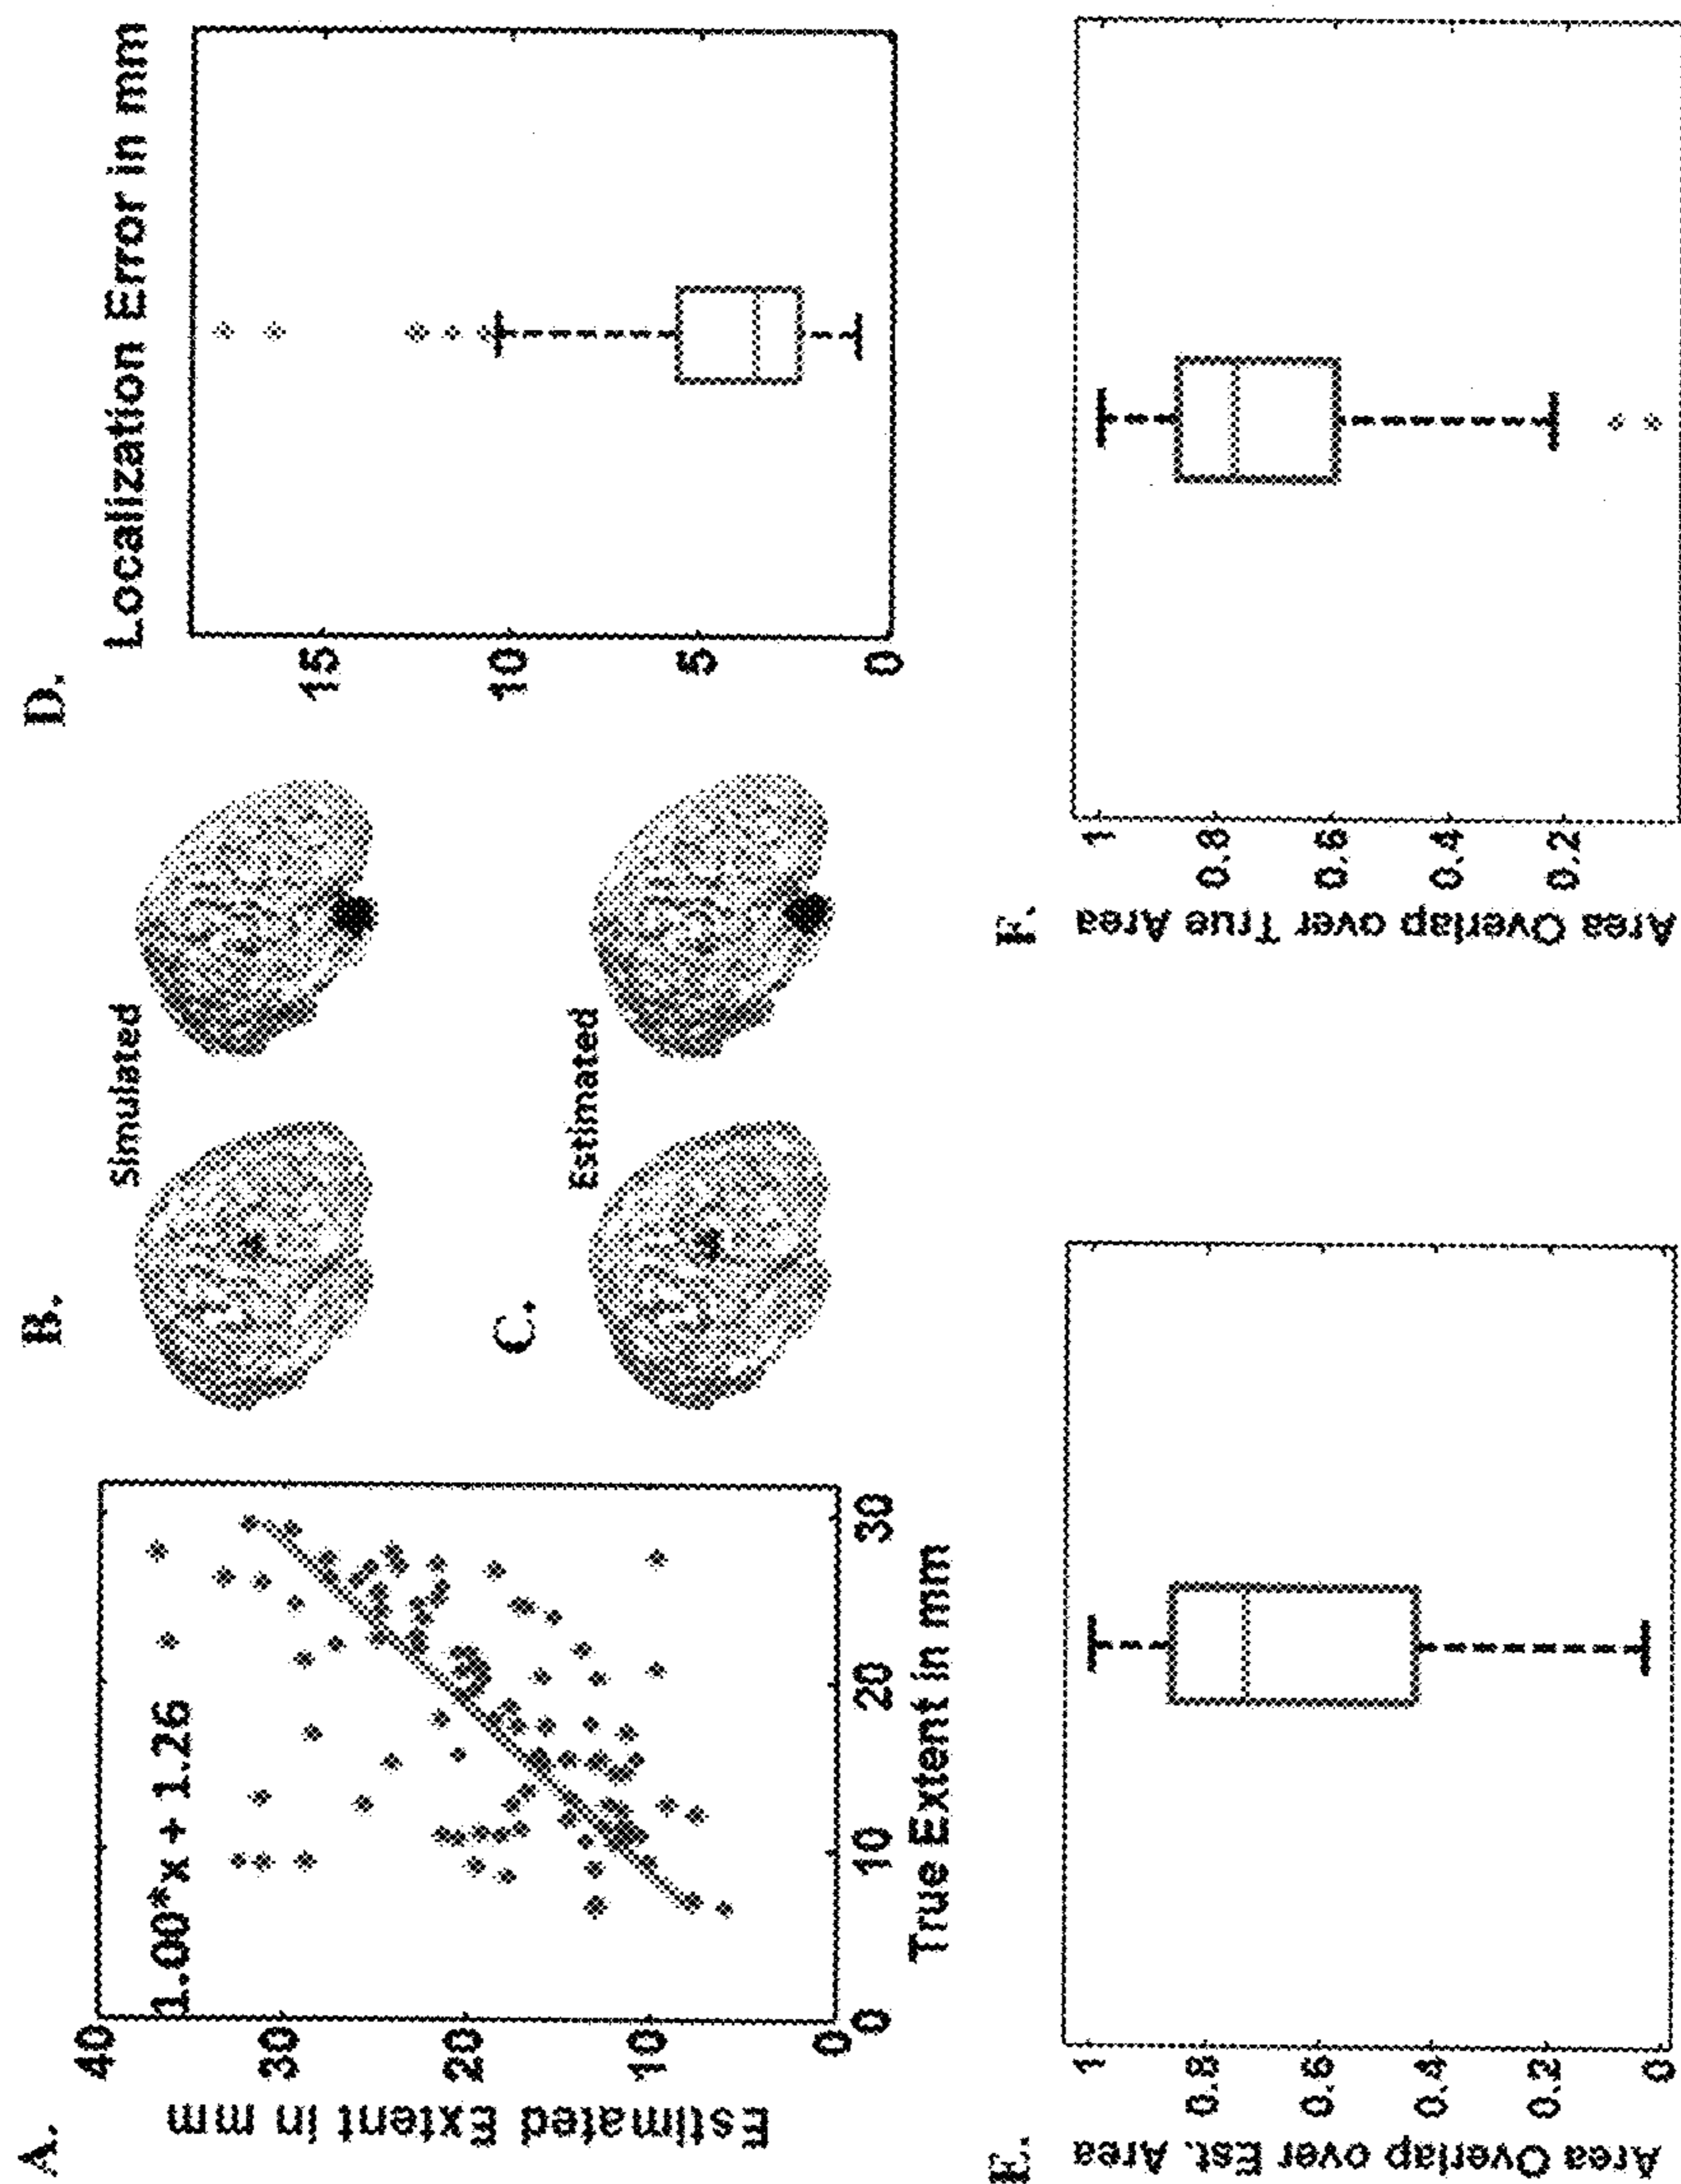 A.
1.00*x + 1.26
Estimated Extent in mm
40
30
20
10
0
0
10
20
30
True Extent in mm
B.
Simulated
C.
Estimated
D.
Localization Error in mm
15
10
5
0
E.
Area Overlap over Est. Area
1
0.8
0.6
0.4
0.2
0
F.
Area Overlap over True Area
1
0.8
0.6
0.4
0.2